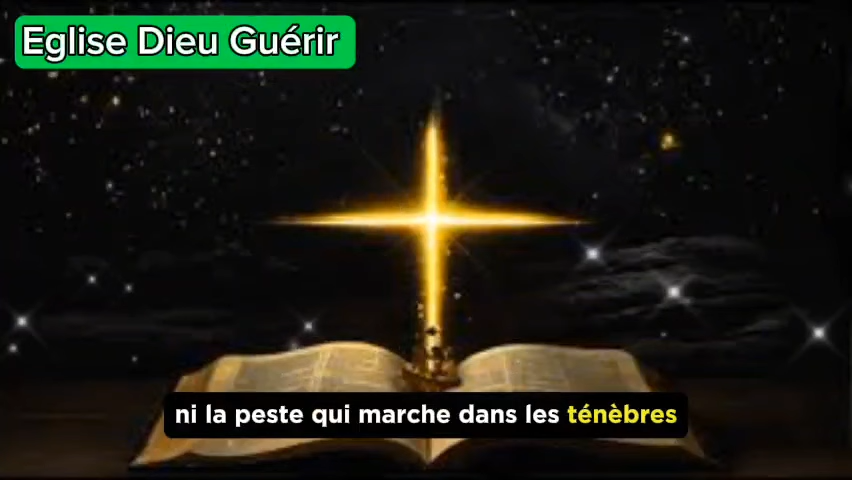 Eglise Dieu Guérir
ni la peste qui marche dans les ténèbres